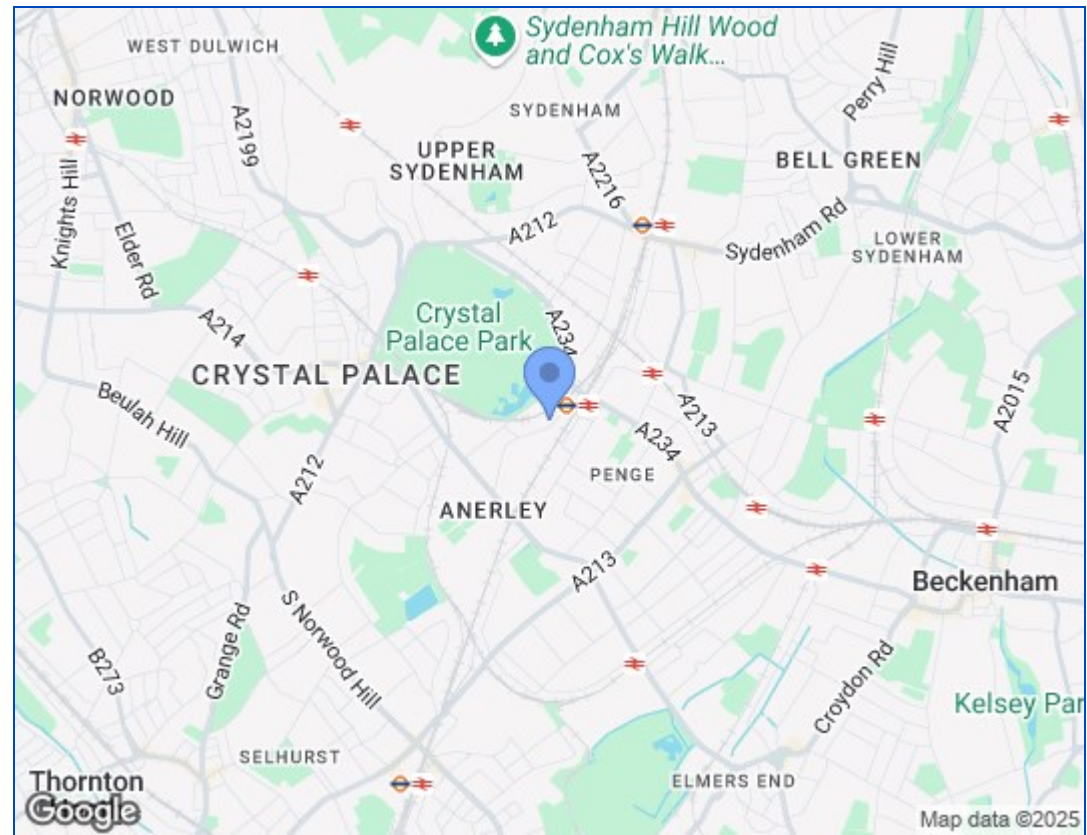 Sydenham Hill Wood
and Cox's Walk...
WEST DULWICH
NORWOOD
A2199
SYDENHAM
Perry Hill
UPPER
SYDENHAM
A2216
BELL GREEN
Knights Hill
Elder Rd
A212
Sydenham Rd
LOWER
SYDENHAM
A214
Crystal
Palace Park
A234
CRYSTAL PALACE
Beulah Hill
A213
A2015
A234
A212
PENGE
ANERLEY
A213
Beckenham
S Norwood Hill
Grange Rd
B273
Croydon Rd
Kelsey Par
SELHURST
ELMERS END
Thornton
Google
Map data ©2025